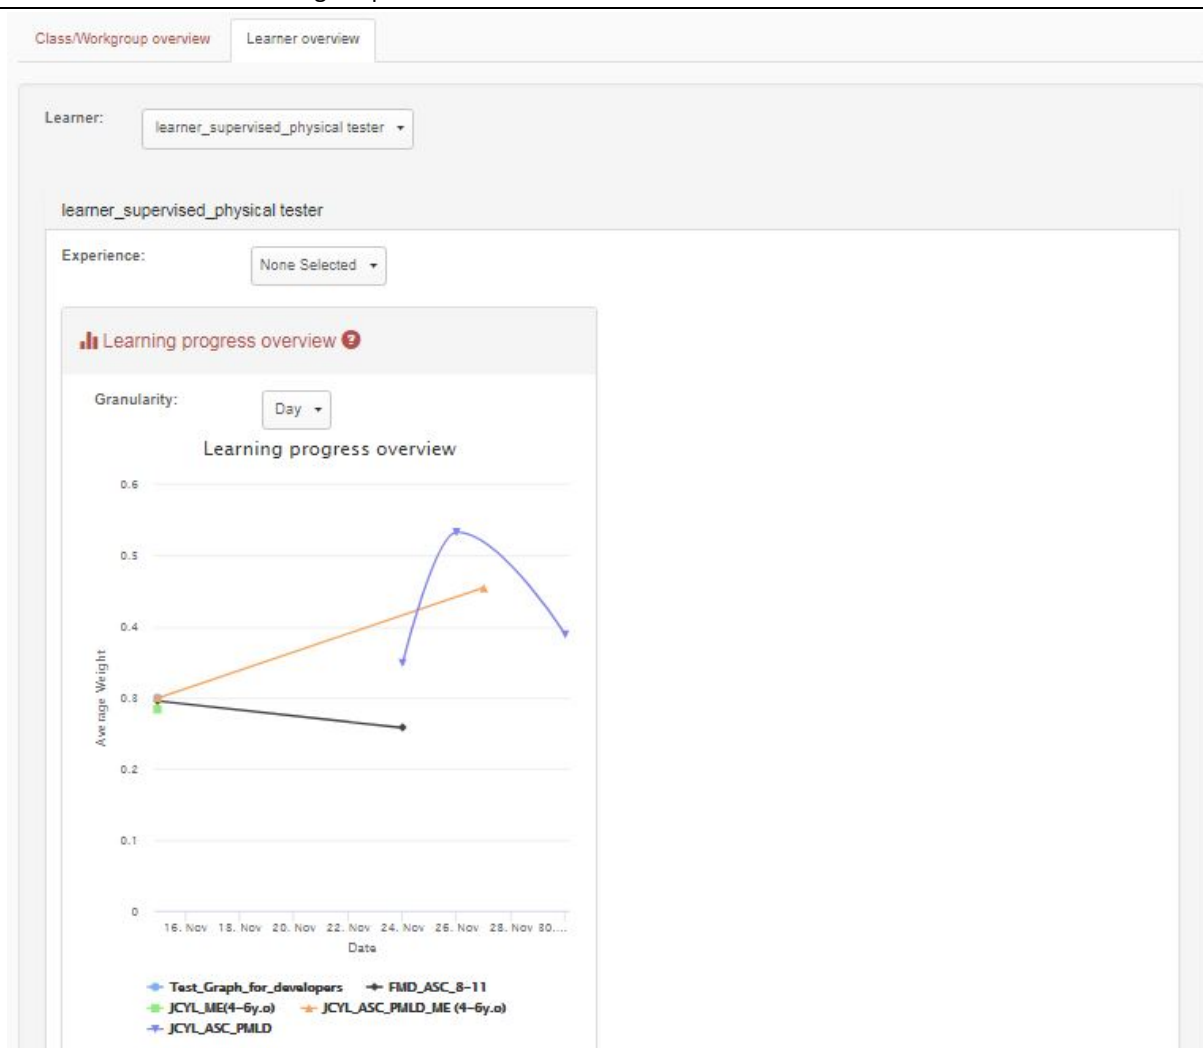 Class/Workgroup overview Learner overview
Learner: learner_supervised_physical tester
learner_supervised_physical tester
Experience: None Selected
Learning progress overview ?
Granularity: Day
Learning progress overview
0.6
0.5
0.4
0.3
0.2
0.1
0
Average Weight
16. Nov 18. Nov 20. Nov 22. Nov 24. Nov 26. Nov 28. Nov 30....
Date
Test_Graph_for_developers FMD_ASC_8-11
JCYL_ME(4-6y.o) JCYL_ASC_PMLD_ME (4-6y.o)
JCYL_ASC_PMLD